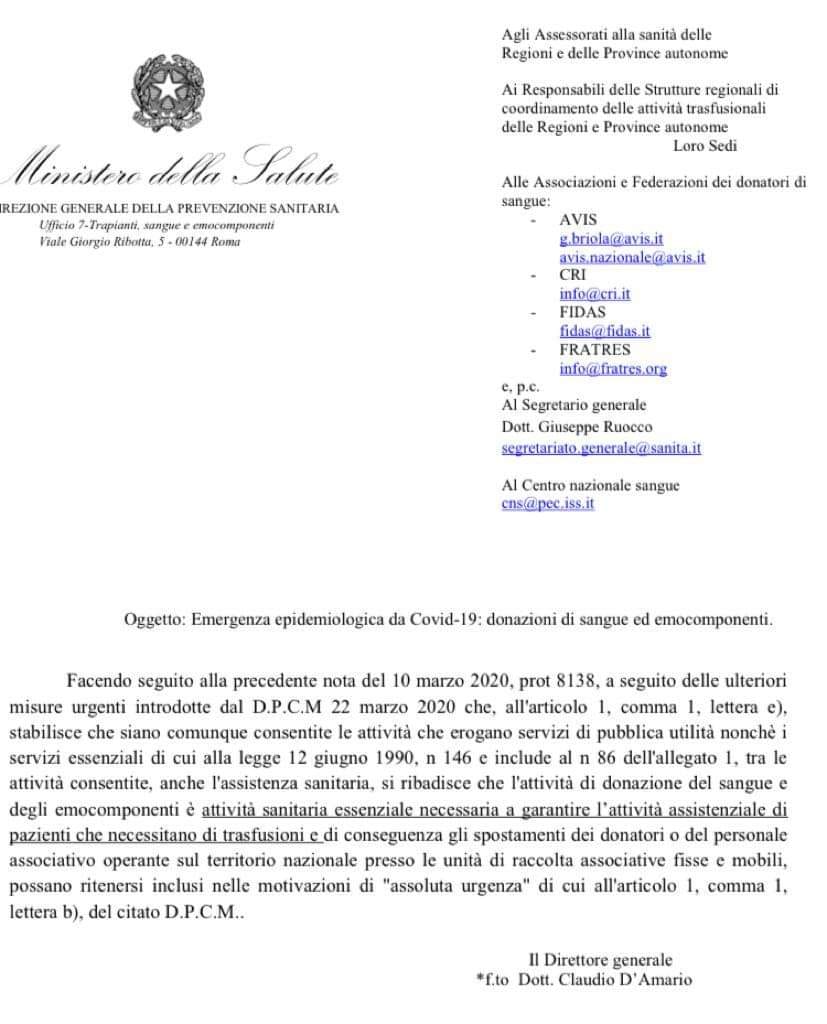 Ministero della Salute
IREZIONE GENERALE DELLA PREVENZIONE SANITARIA
Ufficio 7-Trapianti, sangue e emocomponenti
Viale Giorgio Ribotta, 5 - 00144 Roma
Agli Assessorati alla sanità delle
Regioni e delle Province autonome
Ai Responsabili delle Strutture regionali di
coordinamento delle attività trasfusionali
delle Regioni e Province autonome
Loro Sedi
Alle Associazioni e Federazioni dei donatori di
sangue:
- AVIS
g.briola@avis.it
avis.nazionale@avis.it
- CRI
info@cri.it
- FIDAS
fidas@fidas.it
- FRATRES
info@fratres.org
e, p.c.
Al Segretario generale
Dott. Giuseppe Ruocco
segretariato.generale@sanita.it
Al Centro nazionale sangue
cns@pec.iss.it
Oggetto: Emergenza epidemiologica da Covid-19: donazioni di sangue ed emocomponenti.
Facendo seguito alla precedente nota del 10 marzo 2020, prot 8138, a seguito delle ulteriori
misure urgenti introdotte dal D.P.C.M 22 marzo 2020 che, all'articolo 1, comma 1, lettera e),
stabilisce che siano comunque consentite le attività che erogano servizi di pubblica utilità nonchè i
servizi essenziali di cui alla legge 12 giugno 1990, n 146 e include al n 86 dell'allegato 1, tra le
attività consentite, anche l'assistenza sanitaria, si ribadisce che l'attività di donazione del sangue e
degli emocomponenti è attività sanitaria essenziale necessaria a garantire l'attività assistenziale di
pazienti che necessitano di trasfusioni e di conseguenza gli spostamenti dei donatori o del personale
associativo operante sul territorio nazionale presso le unità di raccolta associative fisse e mobili,
possano ritenersi inclusi nelle motivazioni di "assoluta urgenza" di cui all'articolo 1, comma 1,
lettera b), del citato D.P.C.M..
Il Direttore generale
*f.to Dott. Claudio D'Amario